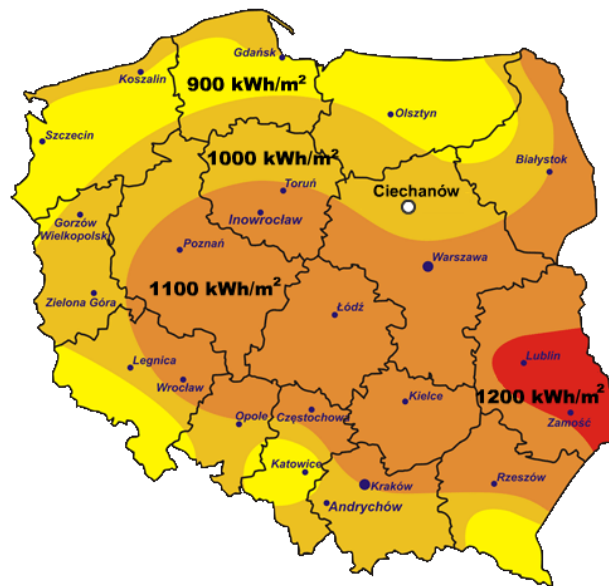 Gdańsk
Koszalin
900 kWh/m²
Olsztyn
Szczecin
1000 kWh/m²
Białystok
Toruń
Ciechanów
Gorzów
Wielkopolski
Inowrocław
Poznań
Warszawa
1100 kWh/m²
Zielona Góra
Łódź
Lublin
Legnica
Wrocław
1200 kWh/m²
Kielce
Opole
Częstochowa
Zamość
Katowice
Kraków
Rzeszów
Andrychów